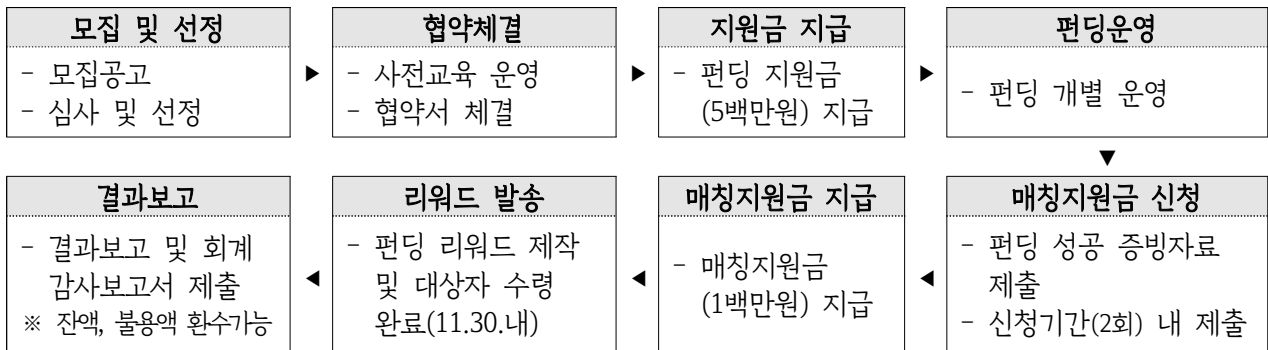 모집 및 선정
- 모집공고
- 심사 및 선정
▶
협약체결
- 사전교육 운영
- 협약서 체결
▶
지원금 지급
- 펀딩 지원금
(5백만원) 지급
▶
펀딩운영
- 펀딩 개별 운영
▼
매칭지원금 신청
- 펀딩 성공 증빙자료
제출
- 신청기간(2회) 내 제출
◀
매칭지원금 지급
- 매칭지원금
(1백만원) 지급
◀
리워드 발송
- 펀딩 리워드 제작
및 대상자 수령
완료(11.30.내)
◀
결과보고
- 결과보고 및 회계
감사보고서 제출
※ 잔액, 불용액 환수가능